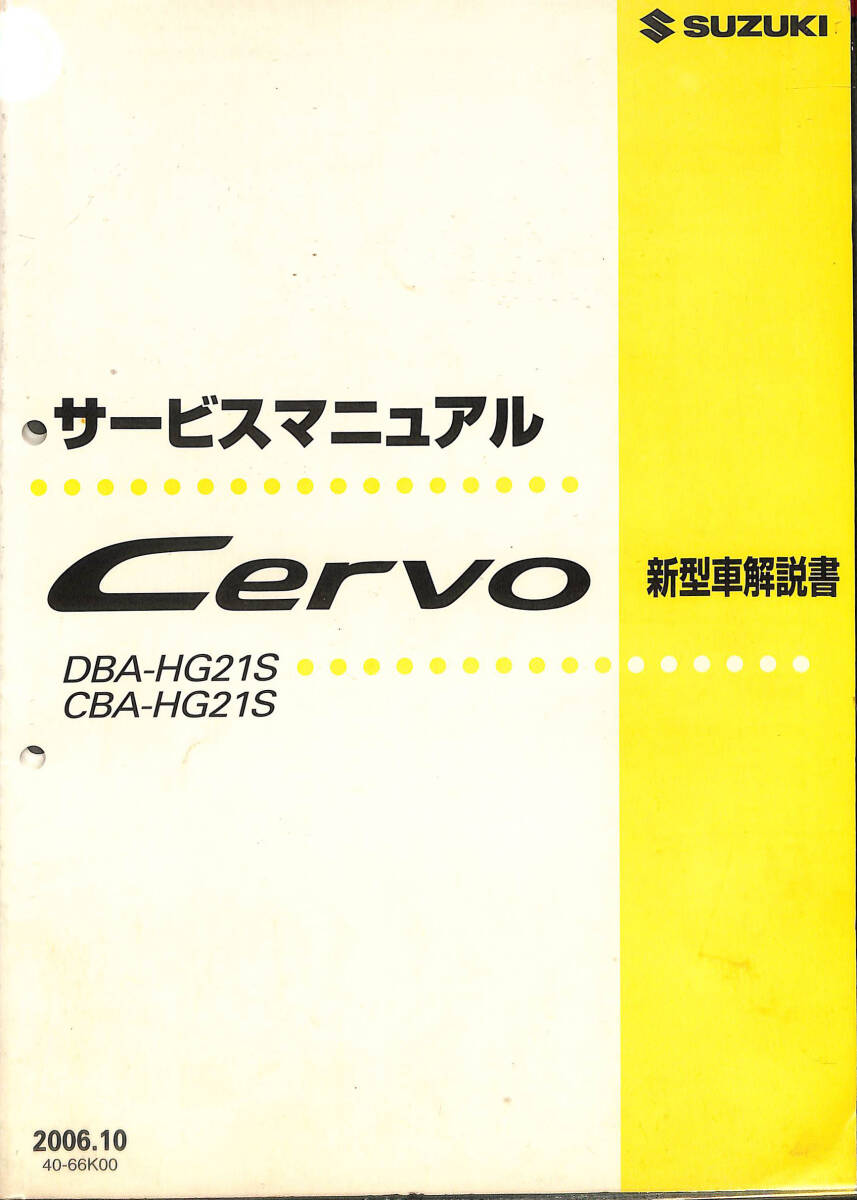 SUZUKI
サービスマニュアル
Cervo
新型車解説書
DBA-HG21S
CBA-HG21S
2006.10
40-66K00